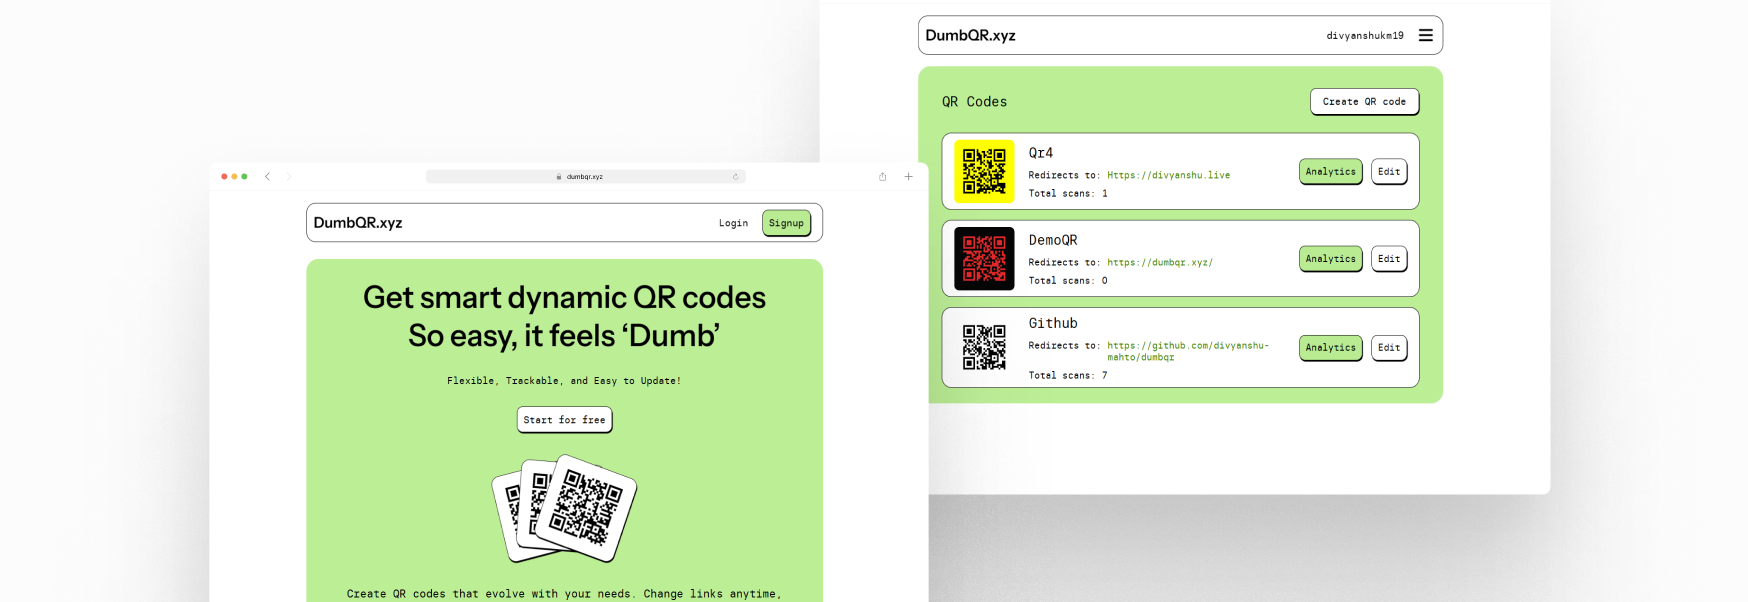 DumbQR.xyz
divyanshukm19
QR Codes
Create QR code
Qr4
Redirects to: Https://divyanshu.live
Total scans: 1
Analytics
Edit
DemoQR
Redirects to: https://dumbqr.xyz/
Total scans: 0
Analytics
Edit
Github
Redirects to: https://github.com/divyanshu-
mahto/dumbqr
Total scans: 7
Analytics
Edit
dumbqr.xyz
DumbQR.xyz
Login
Signup
Get smart dynamic QR codes
So easy, it feels ‘Dumb’
Flexible, Trackable, and Easy to Update!
Start for free
Create QR codes that evolve with your needs. Change links anytime,